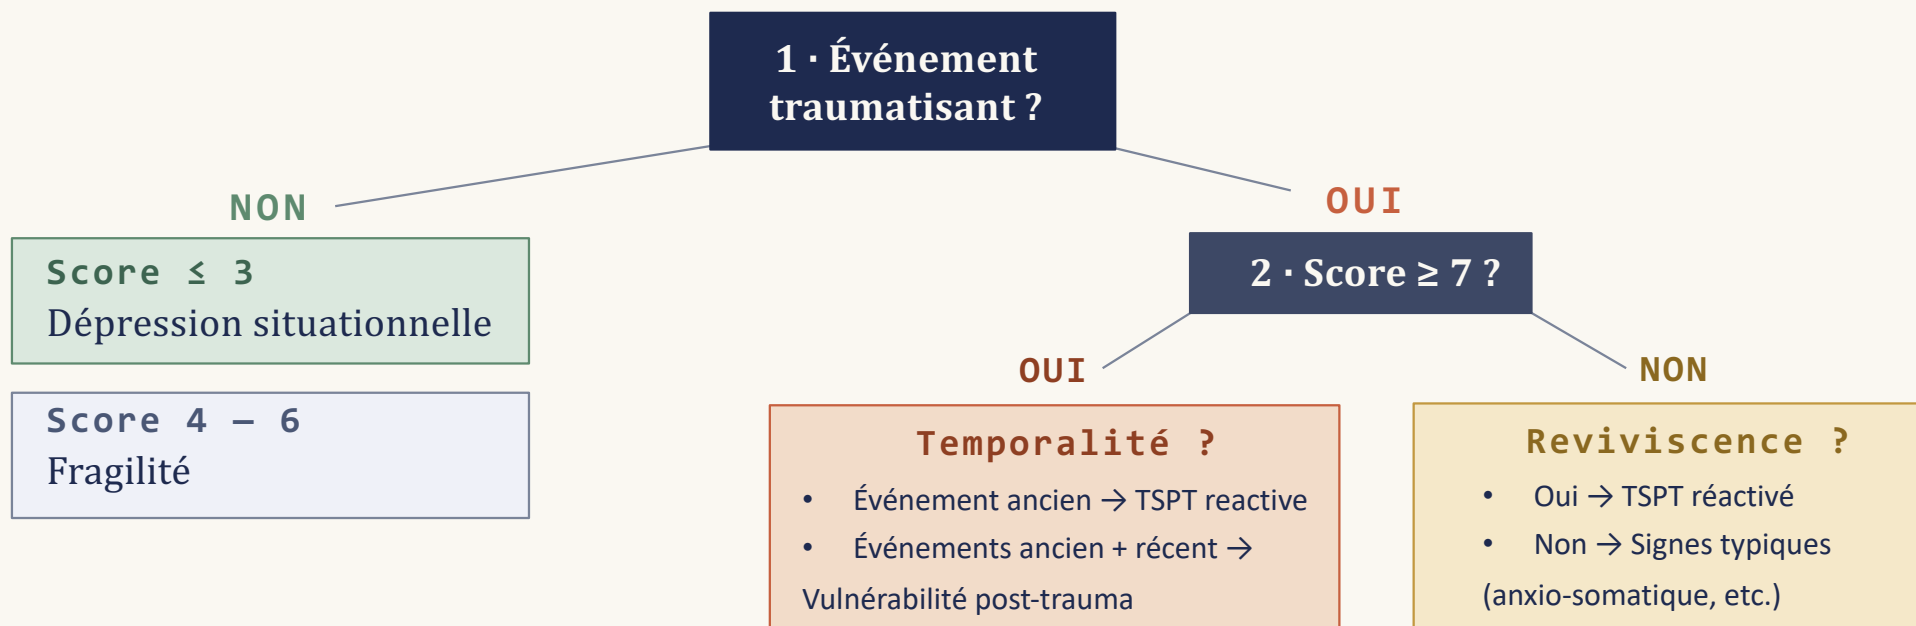 1 · Événement
traumatisant ?
NON
OUI
Score ≤ 3
Dépression situationnelle
Score 4 – 6
Fragilité
2 · Score ≥ 7 ?
OUI
NON
Temporalité ?
• Événement ancien → TSPT reactive
• Événements ancien + récent →
Vulnérabilité post-trauma
Reviviscence ?
• Oui → TSPT réactivé
• Non → Signes typiques
(anxio-somatique, etc.)